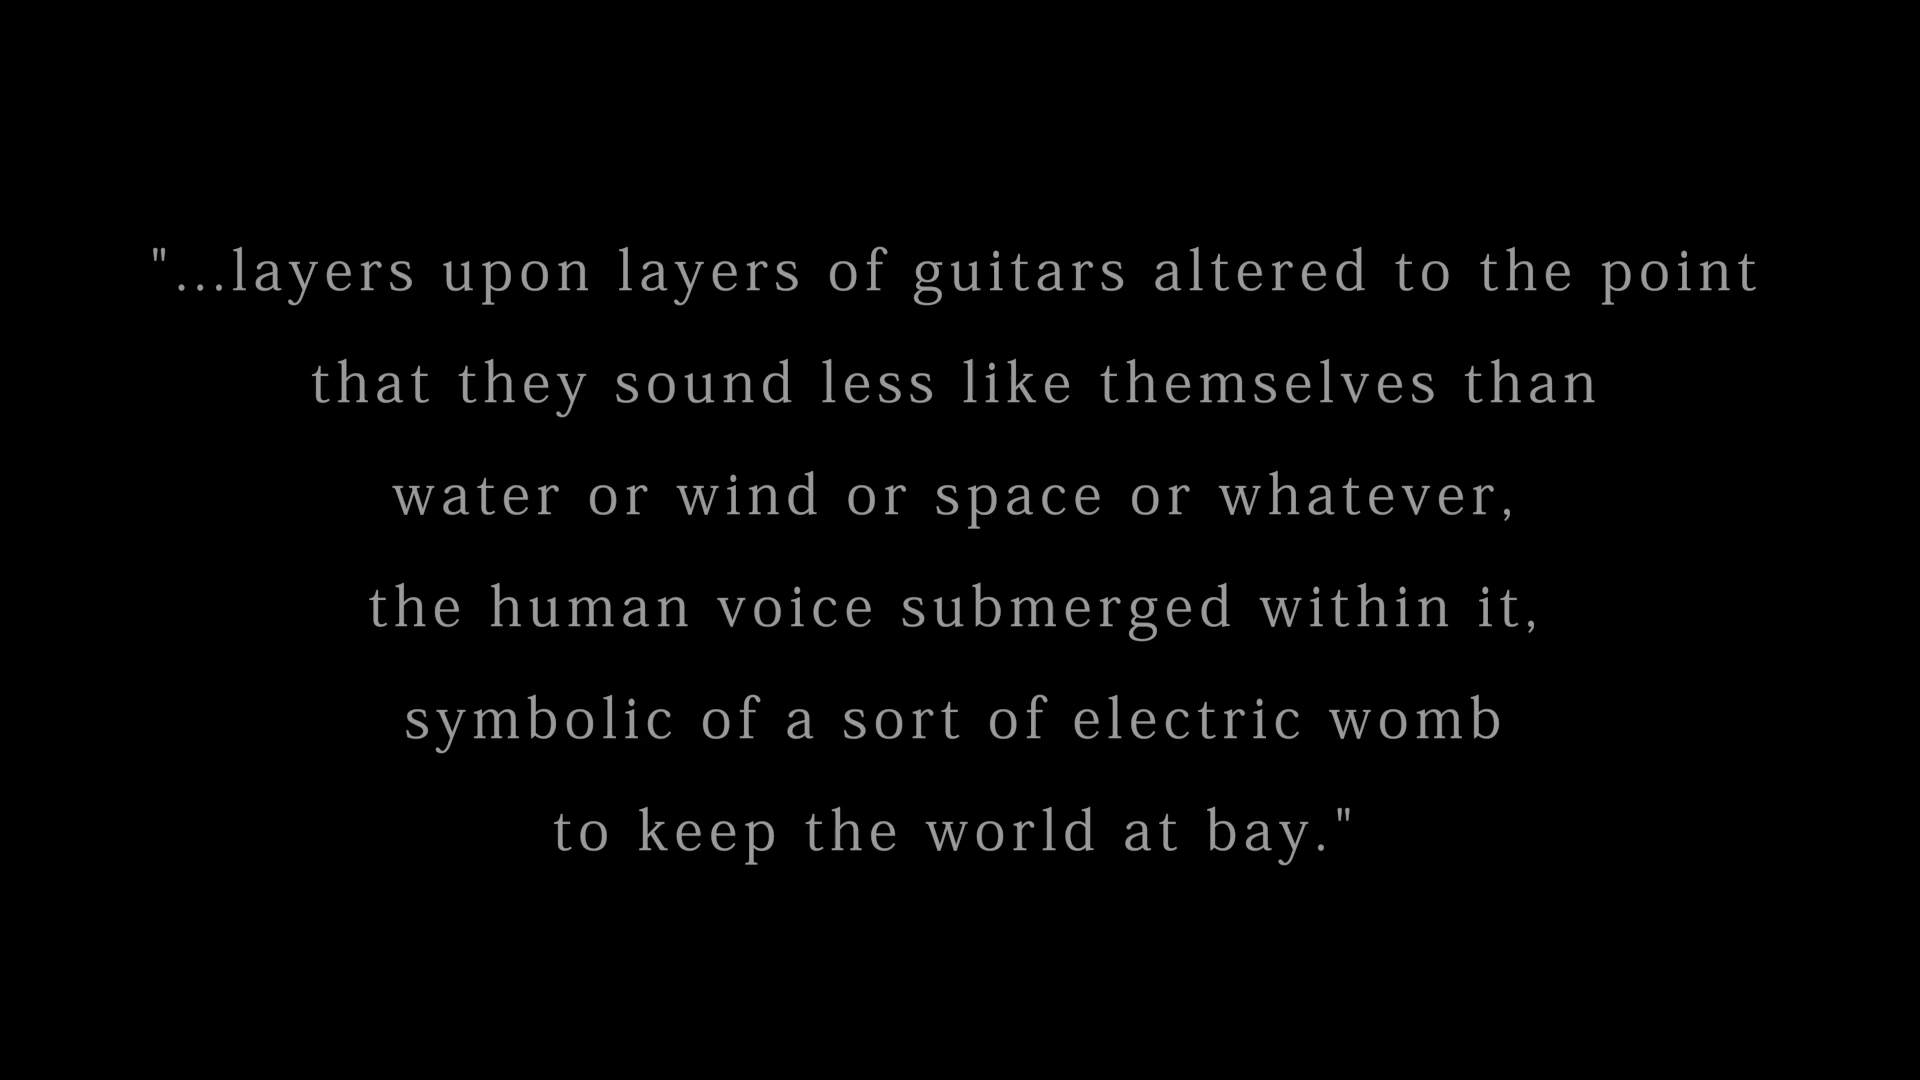 "...layers upon layers of guitars altered to the point
that they sound less like themselves than
water or wind or space or whatever,
the human voice submerged within it,
symbolic of a sort of electric womb
to keep the world at bay."